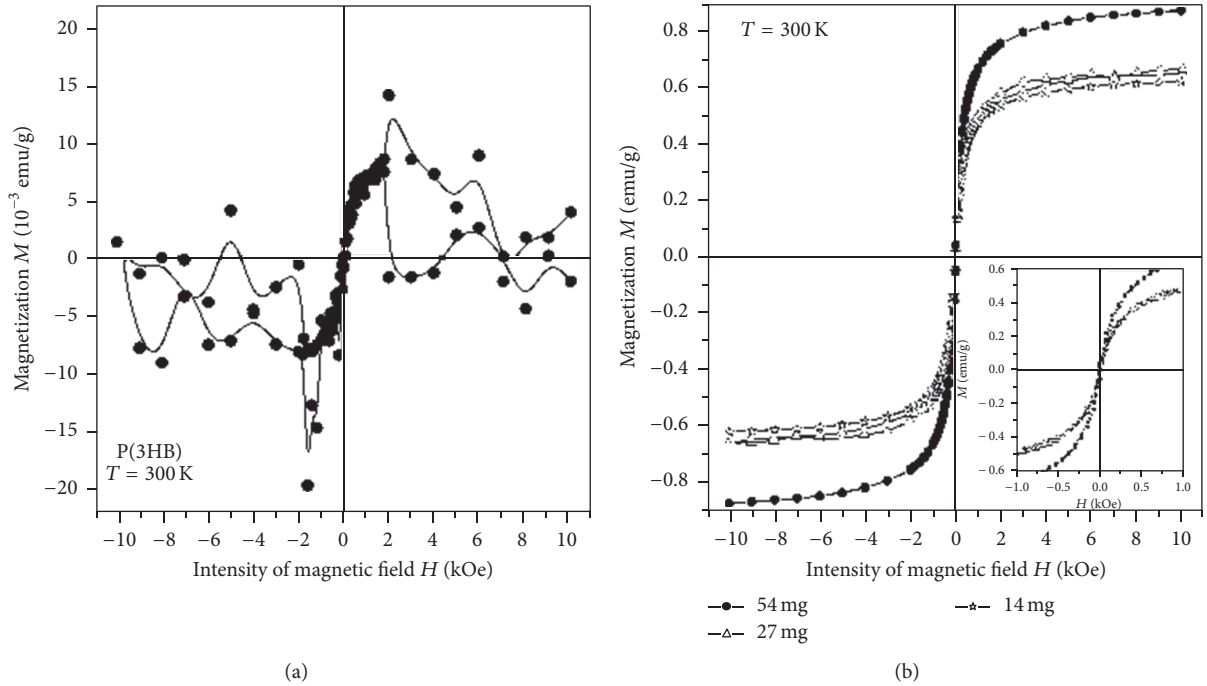 20
15
10
5
0
−5
−10
−15
−20
Magnetization M (10⁻³ emu/g)
P(3HB)
T = 300 K
−10 −8 −6 −4 −2 0 2 4 6 8 10
Intensity of magnetic field H (kOe)
(a)
T = 300 K
0.8
0.6
0.4
0.2
0.0
−0.2
−0.4
−0.6
−0.8
Magnetization M (emu/g)
0.6
0.4
0.2
0.0
−0.2
−0.4
−0.6
M (emu/g)
−1.0 −0.5 0.0 0.5 1.0
H (kOe)
−10 −8 −6 −4 −2 0 2 4 6 8 10
Intensity of magnetic field H (kOe)
54 mg
14 mg
27 mg
(b)